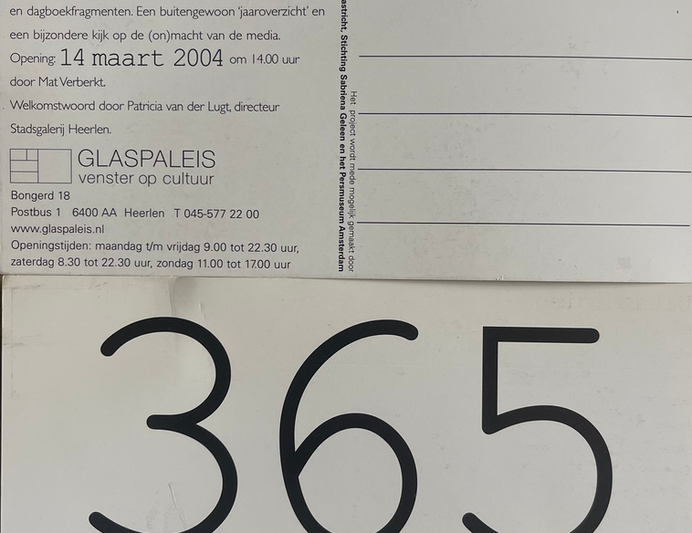 en dagboekfragmenten. Een buitengewoon 'jaaroverzicht' en
een bijzondere kijk op de (on)macht van de media.
Opening: 14 maart 2004 om 14.00 uur
door Mat Verberkt.
Welkomstwoord door Patricia van der Lugt, directeur
Stadsgalerij Heerlen.
GLASPALEIS
venster op cultuur
Bongerd 18
Postbus 1 6400 AA Heerlen T 045-577 22 00
www.glaspaleis.nl
Openingstijden: maandag t/m vrijdag 9.00 tot 22.30 uur,
zaterdag 8.30 tot 22.30 uur, zondag 11.00 tot 17.00 uur
Het project wordt mede mogelijk gemaakt door
astricht, Stichting Sabriena Geleen en het Persmuseum Amsterdam
365